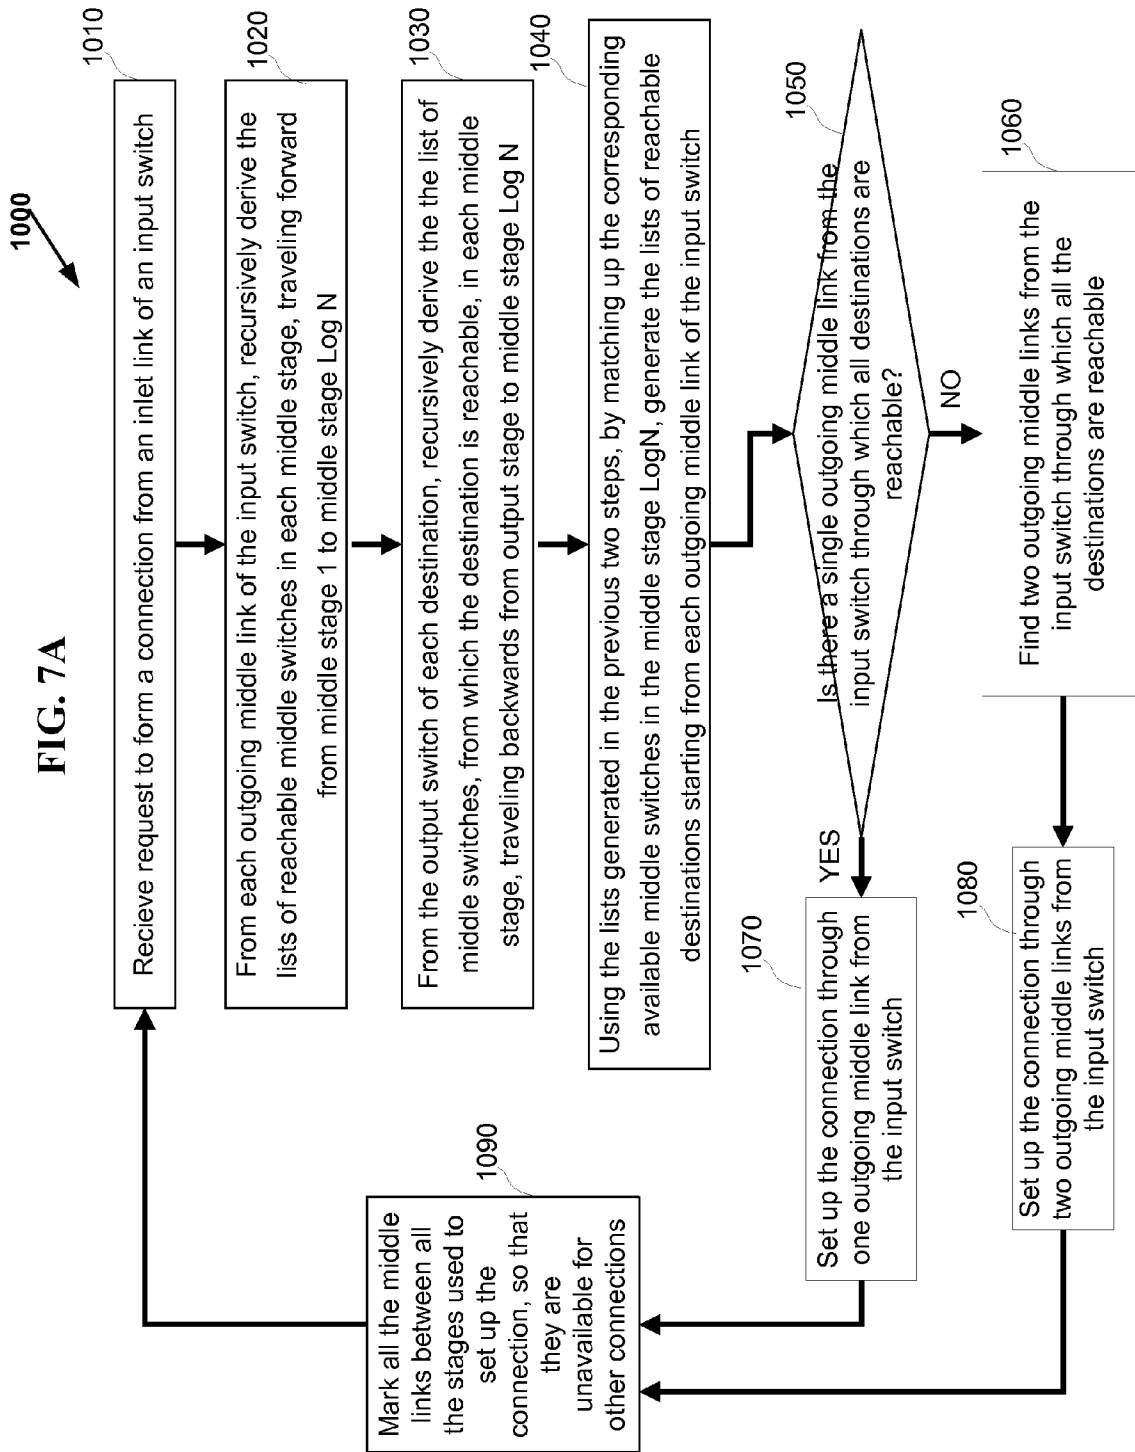 FIG. 7A
1000
1010
Recieve request to form a connection from an inlet link of an input switch
1020
From each outgoing middle link of the input switch, recursively derive the
lists of reachable middle switches in each middle stage, traveling forward
from middle stage 1 to middle stage Log N
1030
From the output switch of each destination, recursively derive the the list of
middle switches, from which the destination is reachable, in each middle
stage, traveling backwards from output stage to middle stage Log N
1040
Using the lists generated in the previous two steps, by matching up the corresponding
available middle switches in the middle stage LogN, generate the lists of reachable
destinations starting from each outgoing middle link of the input switch
1050
Is there a single outgoing middle link from the
input switch through which all destinations are
reachable?
YES
NO
1060
Find two outgoing middle links from the
input switch through which all the
destinations are reachable
1070
Set up the connection through
one outgoing middle link from
the input switch
1080
Set up the connection through
two outgoing middle links from
the input switch
1090
Mark all the middle
links between all
the stages used to
set up the
connection, so that
they are
unavailable for
other connections